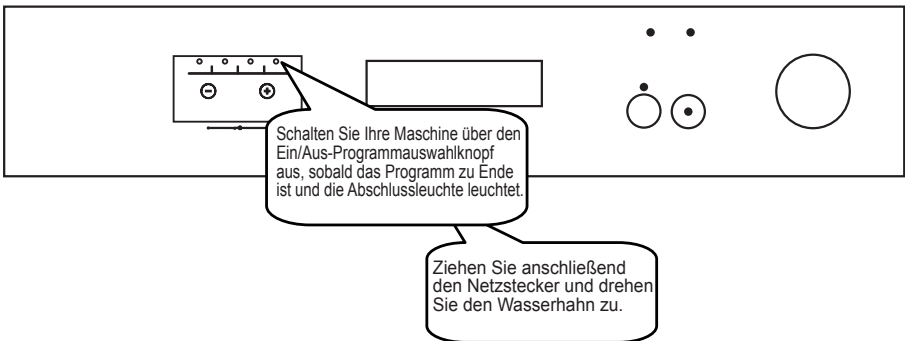 Schalten Sie Ihre Maschine über den
Ein/Aus-Programmauswahlknopf
aus, sobald das Programm zu Ende
ist und die Abschlussleuchte leuchtet.
Ziehen Sie anschließend
den Netzstecker und drehen
Sie den Wasserhahn zu.